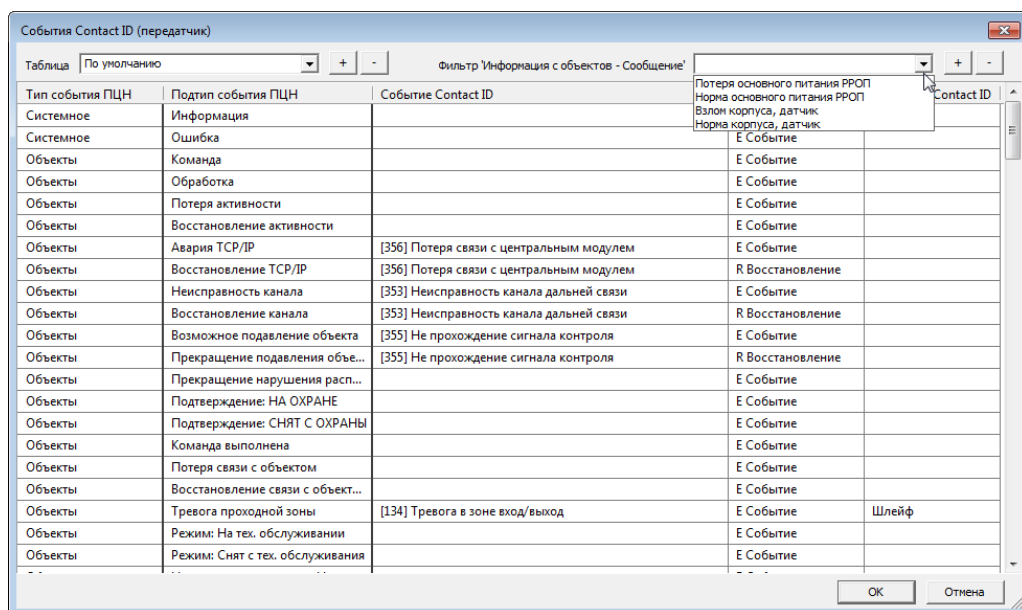 События Contact ID (передатчик)
Таблица По умолчанию + - Фильтр 'Информация с объектов - Сообщение' + -
Потеря основного питания РРОП
Норма основного питания РРОП
Взлом корпуса, датчик
Норма корпуса, датчик
Тип события ПЦН Подтип события ПЦН Событие Contact ID Contact ID
Системное Информация
Системное Ошибка E Событие
Объекты Команда E Событие
Объекты Обработка E Событие
Объекты Потеря активности E Событие
Объекты Восстановление активности E Событие
Объекты Авария TCP/IP [356] Потеря связи с центральным модулем E Событие
Объекты Восстановление TCP/IP [356] Потеря связи с центральным модулем R Восстановление
Объекты Неисправность канала [353] Неисправность канала дальней связи E Событие
Объекты Восстановление канала [353] Неисправность канала дальней связи R Восстановление
Объекты Возможное подавление объекта [355] Не прохождение сигнала контроля E Событие
Объекты Прекращение подавления объе... [355] Не прохождение сигнала контроля R Восстановление
Объекты Прекращение нарушения расп... E Событие
Объекты Подтверждение: НА ОХРАНЕ E Событие
Объекты Подтверждение: СНЯТ С ОХРАНЫ E Событие
Объекты Команда выполнена E Событие
Объекты Потеря связи с объектом E Событие
Объекты Восстановление связи с объект... E Событие
Объекты Тревога проходной зоны [134] Тревога в зоне вход/выход E Событие Шлейф
Объекты Режим: На тех. обслуживании E Событие
Объекты Режим: Снят с тех. обслуживания E Событие
OK Отмена